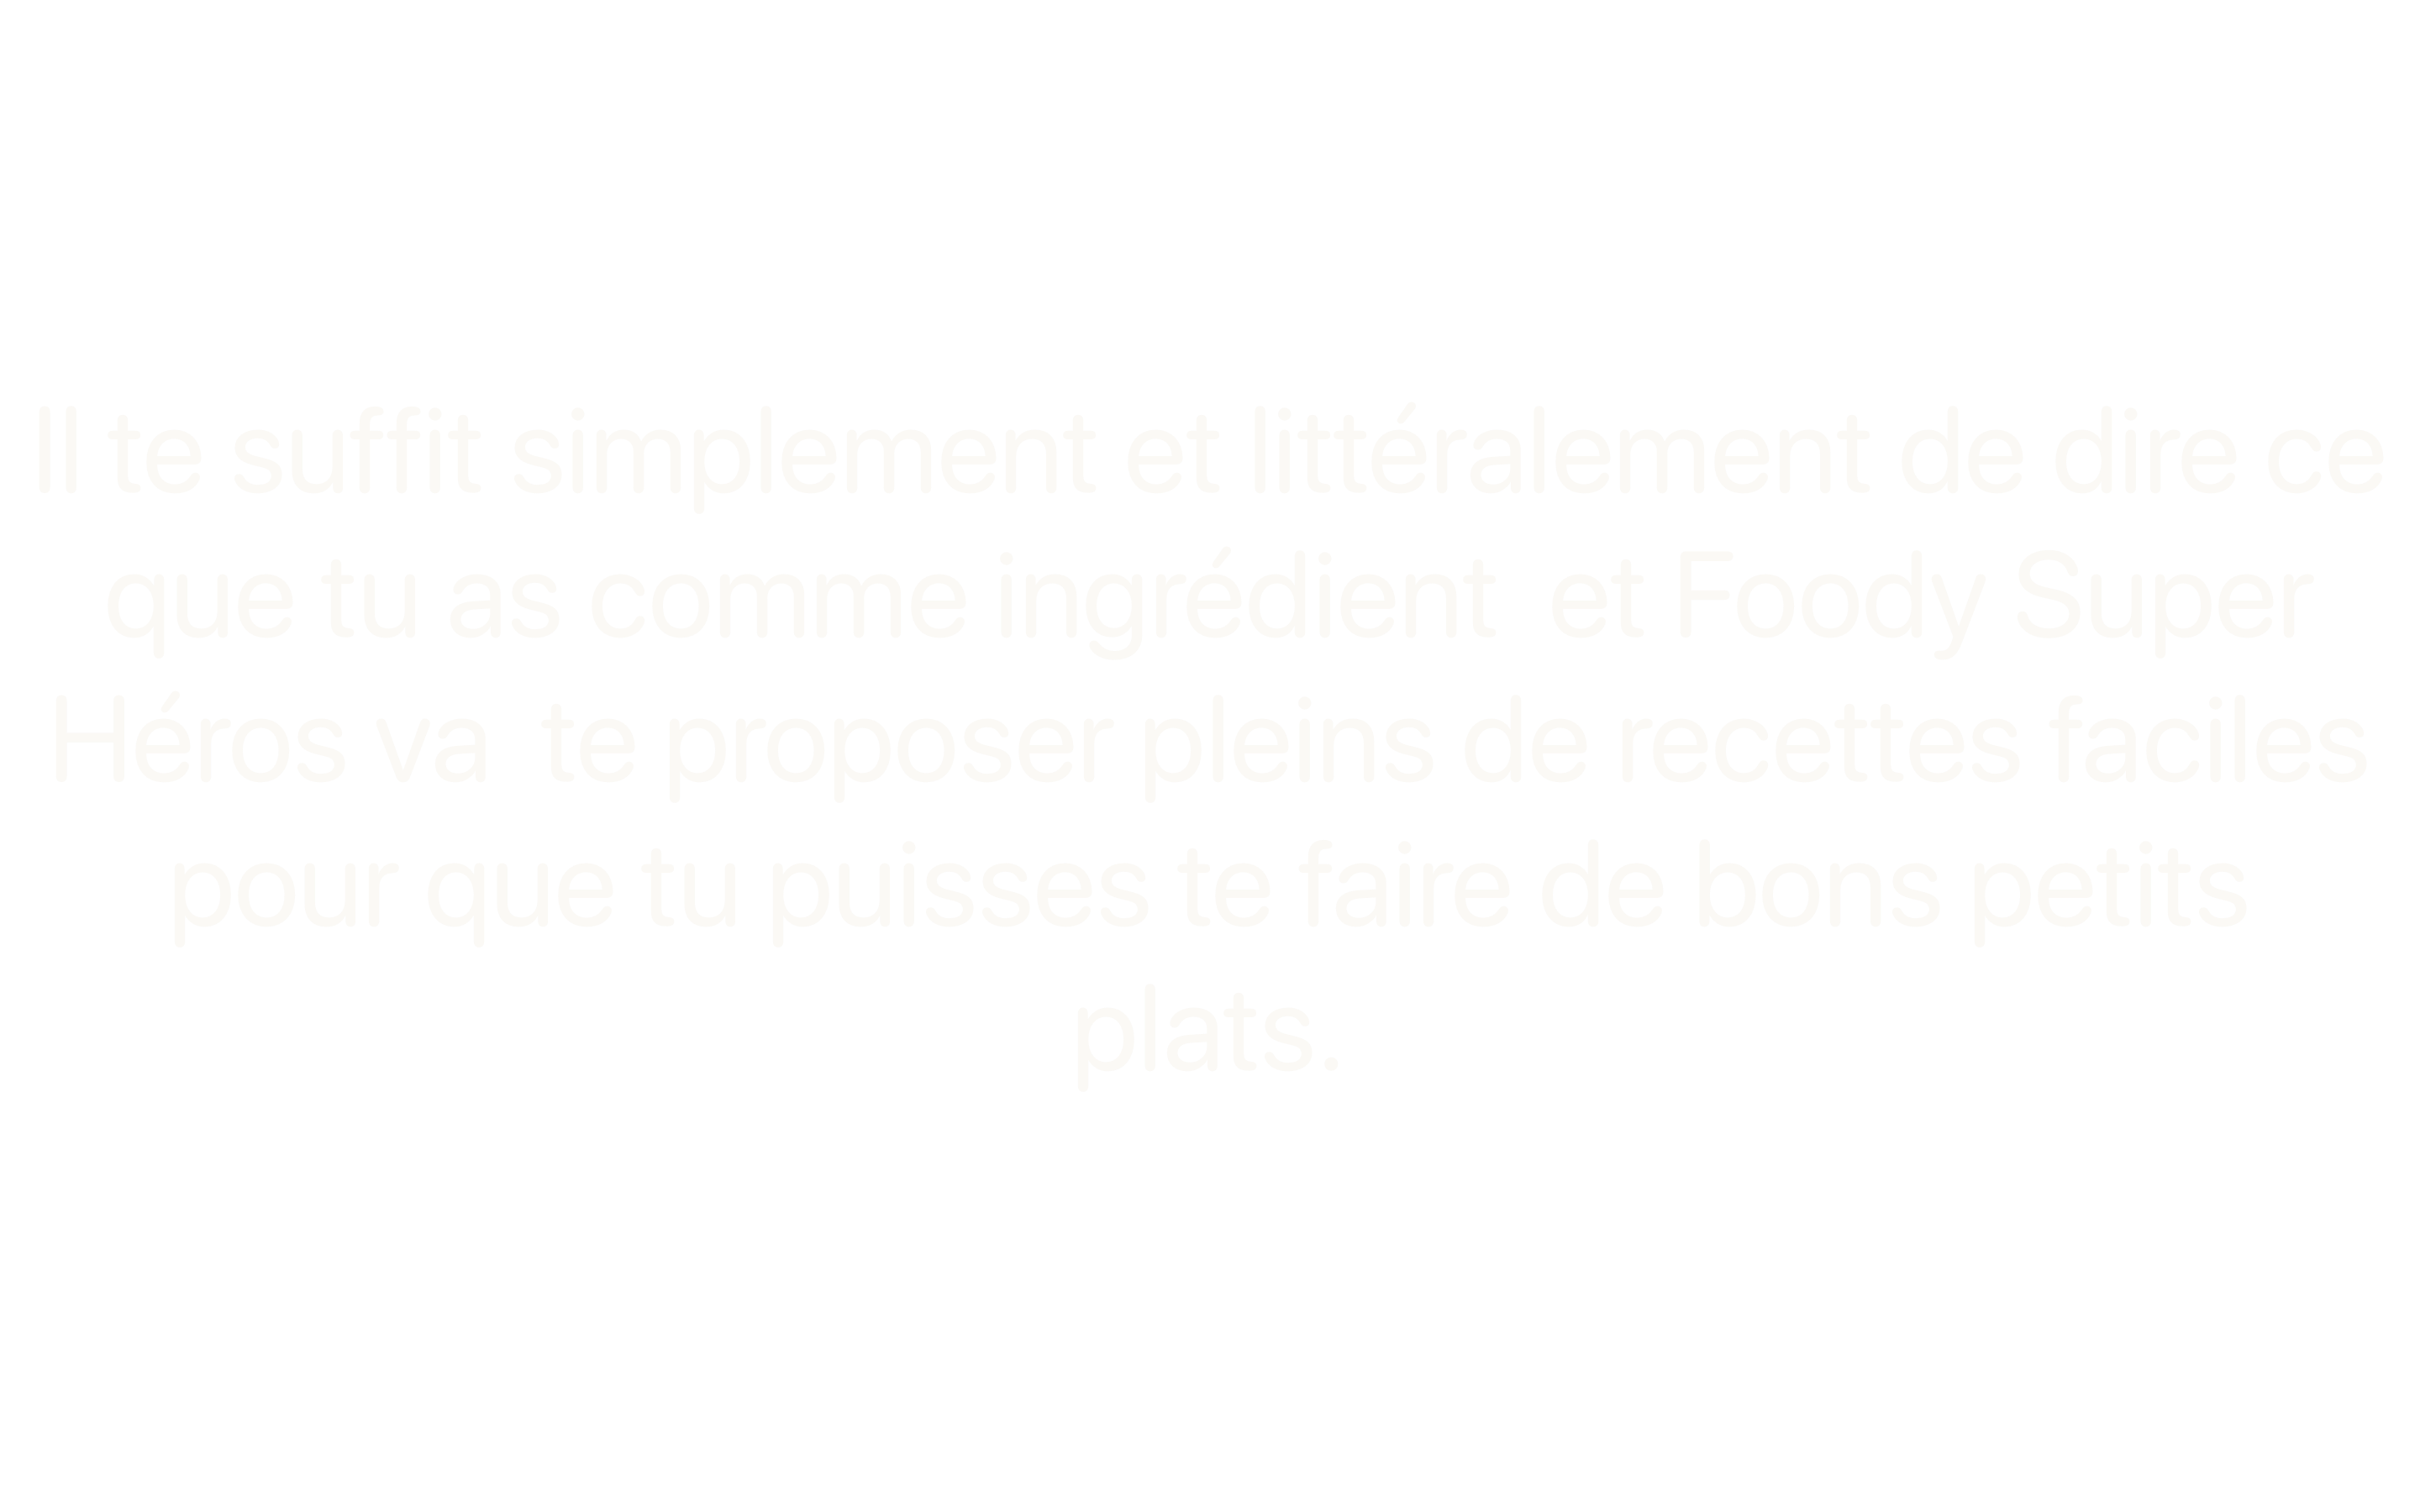 Il te suffit simplement et littéralement de dire ce
que tu as comme ingrédient  et Foody Super
Héros va  te proposer pleins de recettes faciles
pour que tu puisses te faire de bons petits
plats.